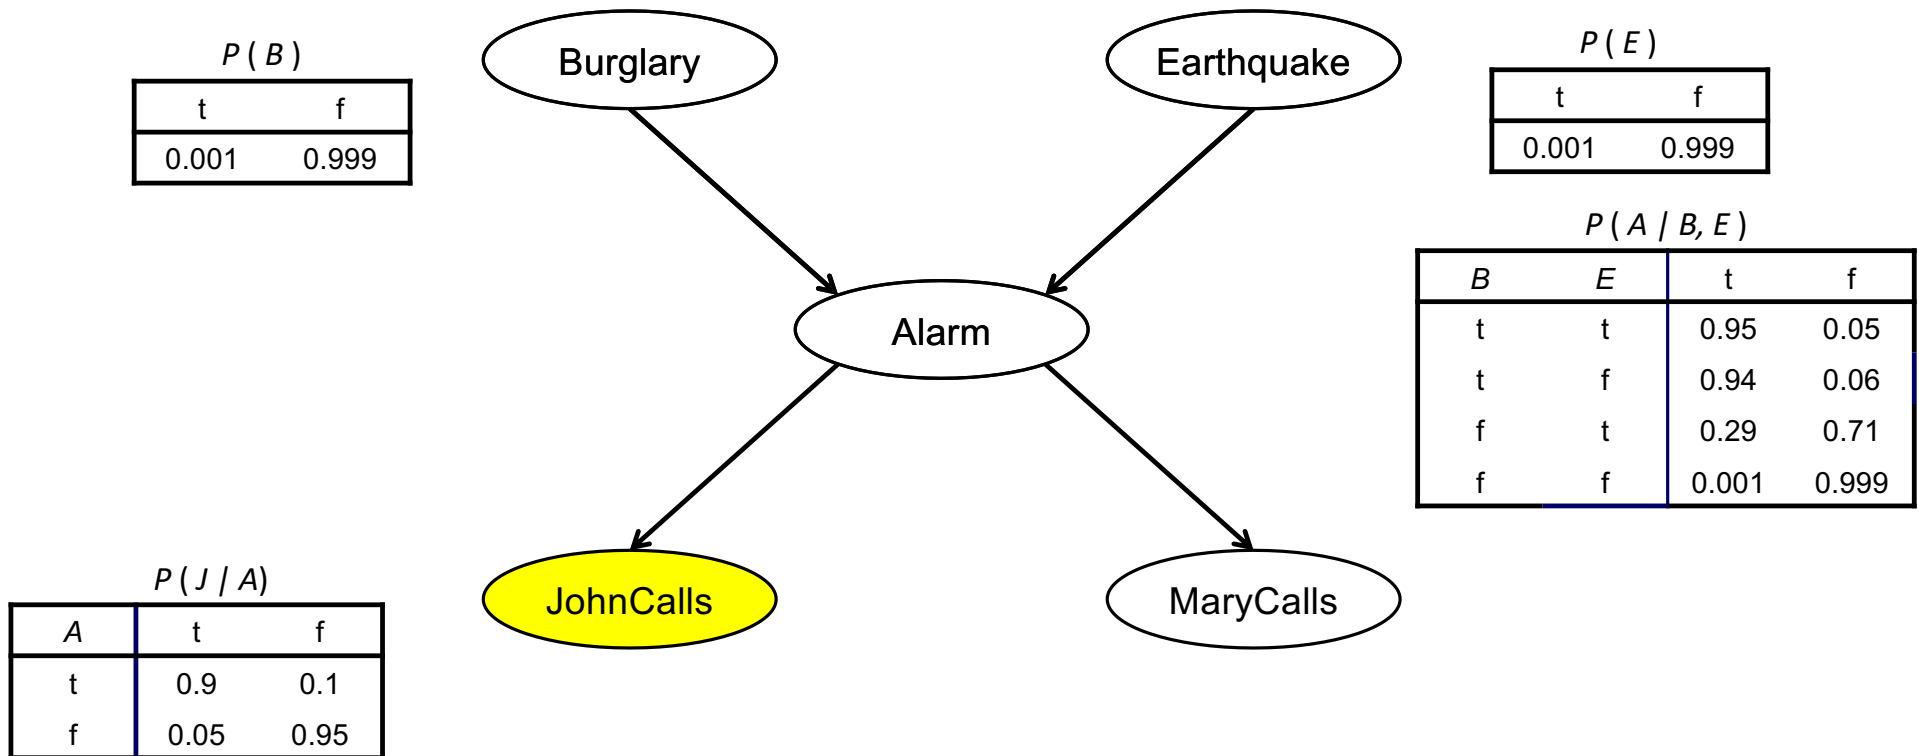 P ( B )
t f
0.001 0.999
Burglary
Earthquake
P ( E )
t f
0.001 0.999
P ( A | B, E )
B E t f
t t 0.95 0.05
t f 0.94 0.06
f t 0.29 0.71
f f 0.001 0.999
Alarm
P ( J | A)
A t f
t 0.9 0.1
f 0.05 0.95
JohnCalls
MaryCalls